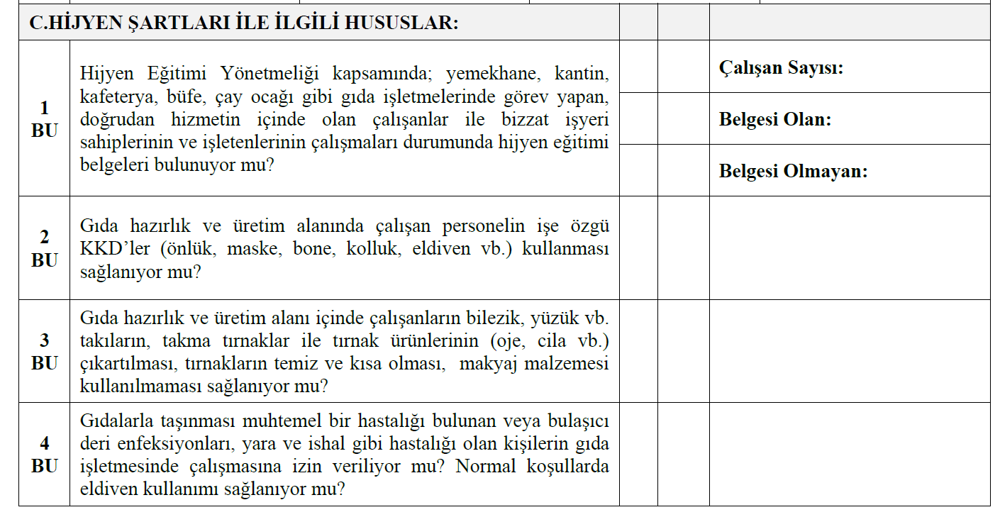 C.HİJYEN ŞARTLARI İLE İLGİLİ HUSUSLAR:
1
BU
Hijyen Eğitimi Yönetmeliği kapsamında; yemekhane, kantin,
kafeterya, büfe, çay ocağı gibi gıda işletmelerinde görev yapan,
doğrudan hizmetin içinde olan çalışanlar ile bizzat işyeri
sahiplerinin ve işletenlerinin çalışmaları durumunda hijyen eğitimi
belgeleri bulunuyor mu?
Çalışan Sayısı:
Belgesi Olan:
Belgesi Olmayan:
2
BU
Gıda hazırlık ve üretim alanında çalışan personelin işe özgü
KKD’ler (önlük, maske, bone, kolluk, eldiven vb.) kullanması
sağlanıyor mu?
3
BU
Gıda hazırlık ve üretim alanı içinde çalışanların bilezik, yüzük vb.
takıların, takma tırnaklar ile tırnak ürünlerinin (oje, cila vb.)
çıkartılması, tırnakların temiz ve kısa olması, makyaj malzemesi
kullanılmaması sağlanıyor mu?
4
BU
Gıdalarla taşınması muhtemel bir hastalığı bulunan veya bulaşıcı
deri enfeksiyonları, yara ve ishal gibi hastalığı olan kişilerin gıda
işletmesinde çalışmasına izin veriliyor mu? Normal koşullarda
eldiven kullanımı sağlanıyor mu?